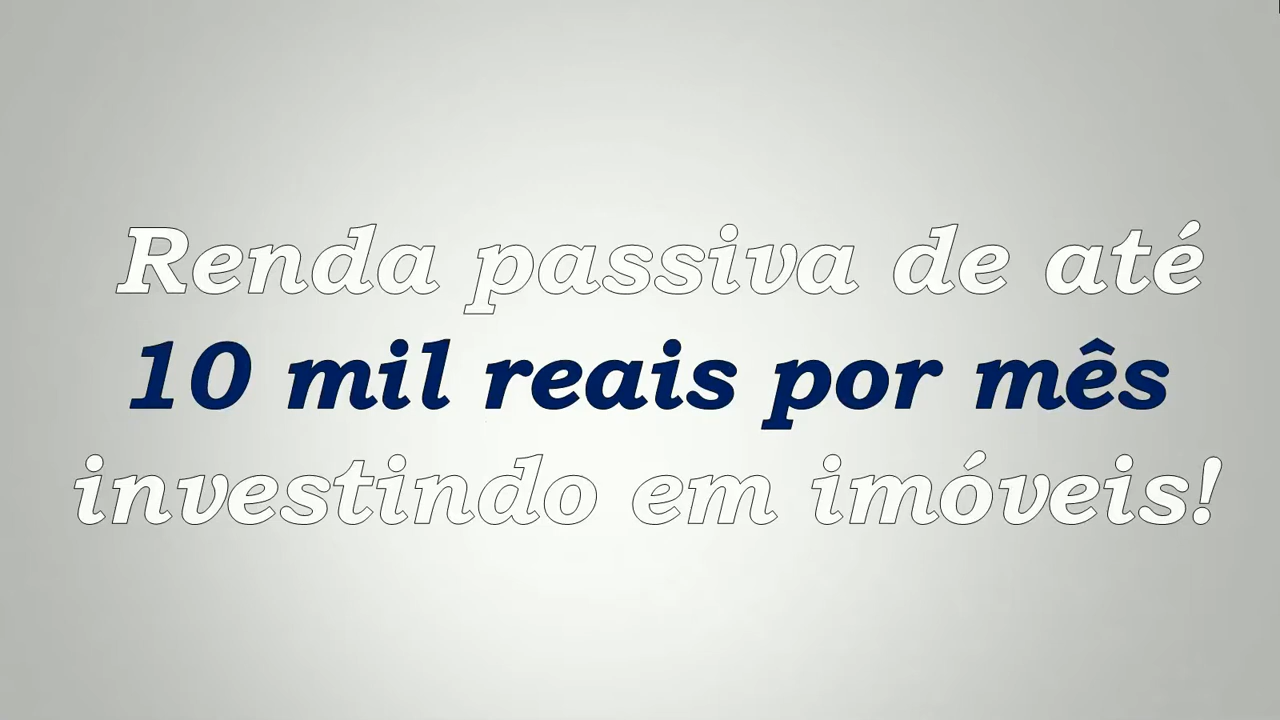 Renda passiva de até
10 mil reais por mês
investindo em imóveis!